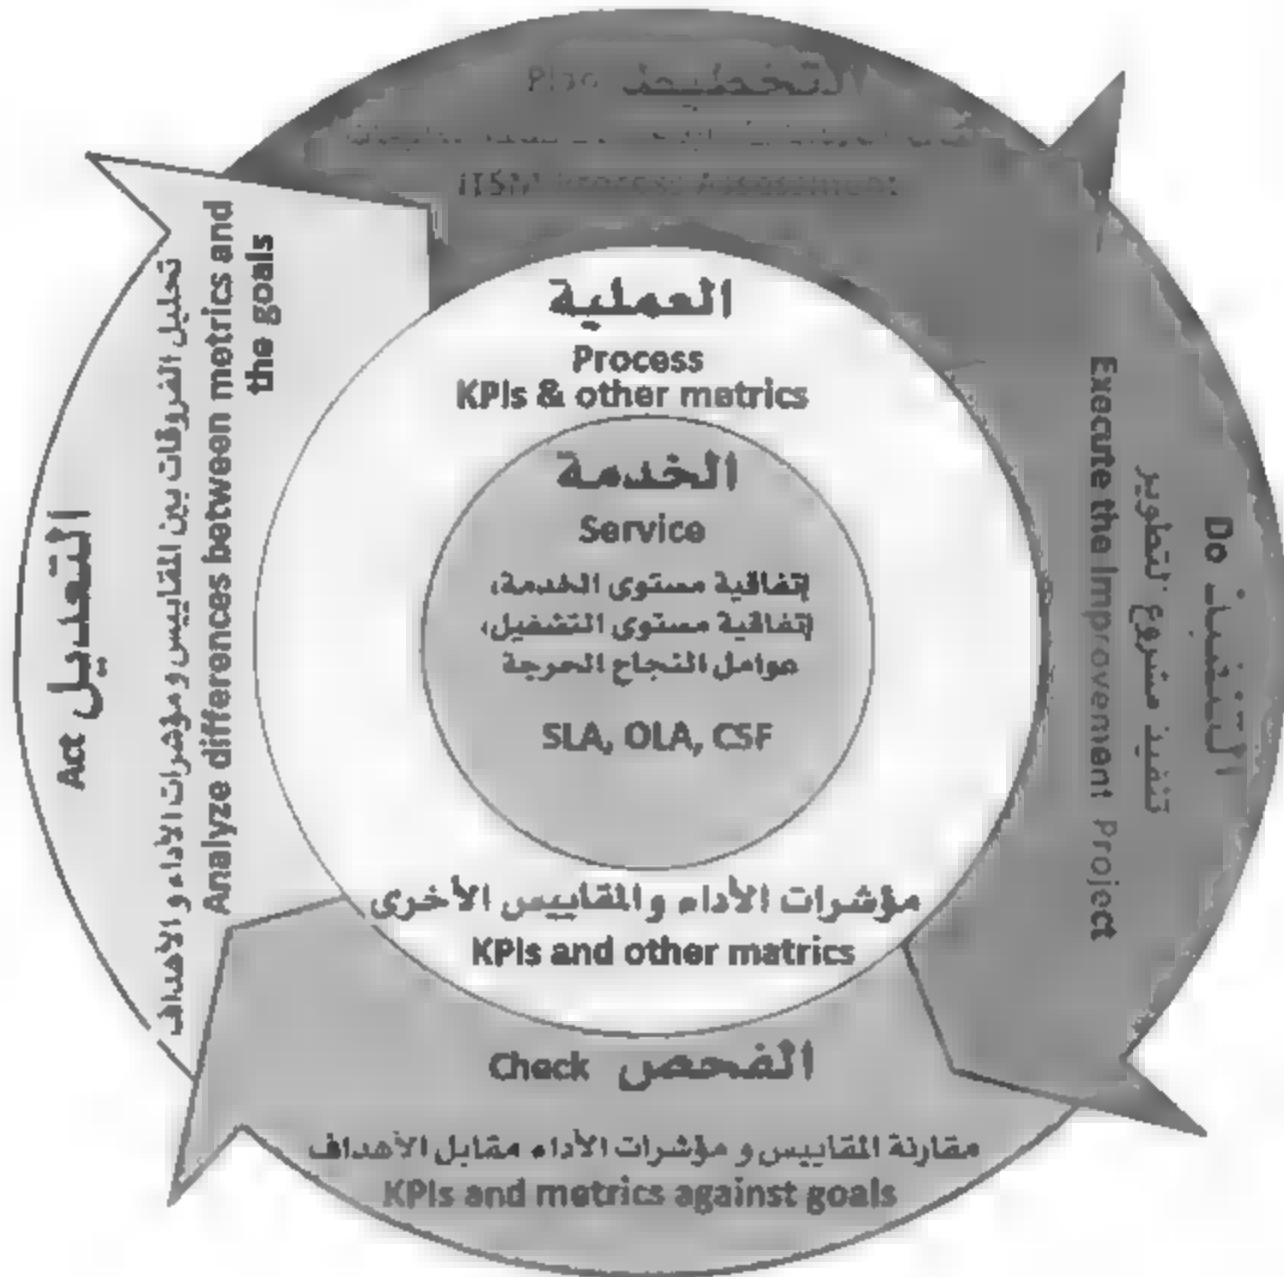 Plan التخطيط
ITSM Process Assessment
العملية
Process
KPIs & other metrics
الخدمة
Service
إتفاقية مستوى الخدمة،
إتفاقية مستوى التشغيل،
عوامل النجاح الحرجة
SLA, OLA, CSF
مؤشرات الأداء والمقاييس الأخرى
KPIs and other matrics
Do التنفيذ
تنفيذ مشروع التطوير
Execute the Improvement Project
Check الفحص
مقارنة المقاييس و مؤشرات الأداء مقابل الأهداف
KPIs and metrics against goals
Act التعديل
تحليل الفروقات بين المقاييس و مؤشرات الأداء و الأهداف
Analyze differences between metrics and
the goals